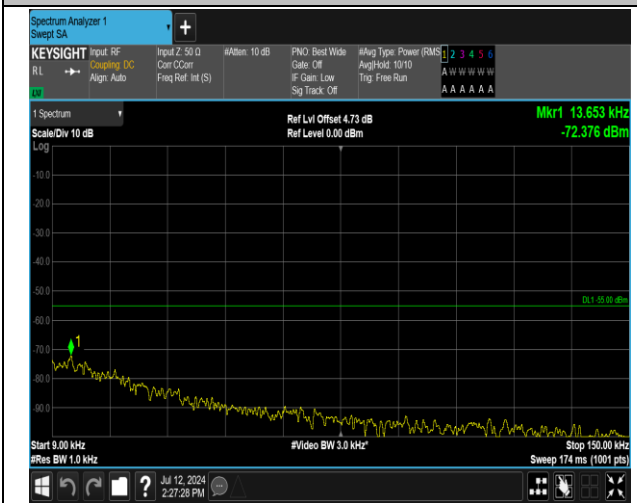 Spectrum Analyzer 1
Swept SA
+
KEYSIGHT
RL
LXI
Input: RF
Coupling: DC
Align: Auto
Input Z: 50 Ω
Corr CCorr
Freq Ref: Int (S)
#Atten: 10 dB
PNO: Best Wide
Gate: Off
IF Gain: Low
Sig Track: Off
#Avg Type: Power (RMS
Avg|Hold: 10/10
Trig: Free Run
1 2 3 4 5 6
A W W W W W
A A A A A A
1 Spectrum
Scale/Div 10 dB
Log
Ref Lvl Offset 4.73 dB
Ref Level 0.00 dBm
Mkr1 13.653 kHz
-72.376 dBm
-10.0
-20.0
-30.0
-40.0
-50.0
-60.0
-70.0
-80.0
-90.0
DL1 -55.00 dBm
1
Start 9.00 kHz
#Res BW 1.0 kHz
#Video BW 3.0 kHz*
Stop 150.00 kHz
Sweep 174 ms (1001 pts)
?
Jul 12, 2024
2:27:28 PM